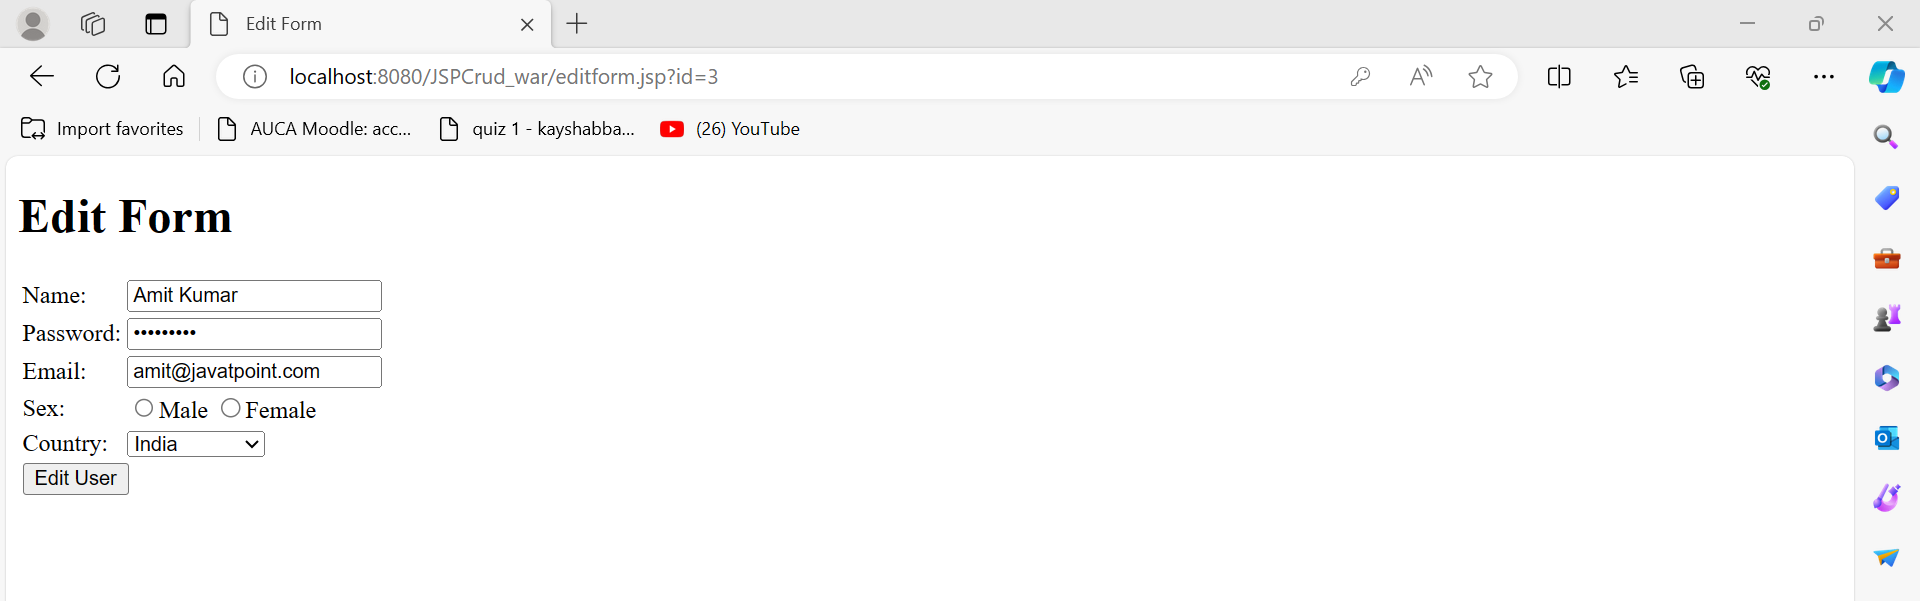 Edit Form
localhost:8080/JSPCrud_war/editform.jsp?id=3
Import favorites AUCA Moodle: acc... quiz 1 - kayshabba... (26) YouTube
Edit Form
Name: Amit Kumar
Password: •••••••••
Email: amit@javatpoint.com
Sex: Male Female
Country: India
Edit User